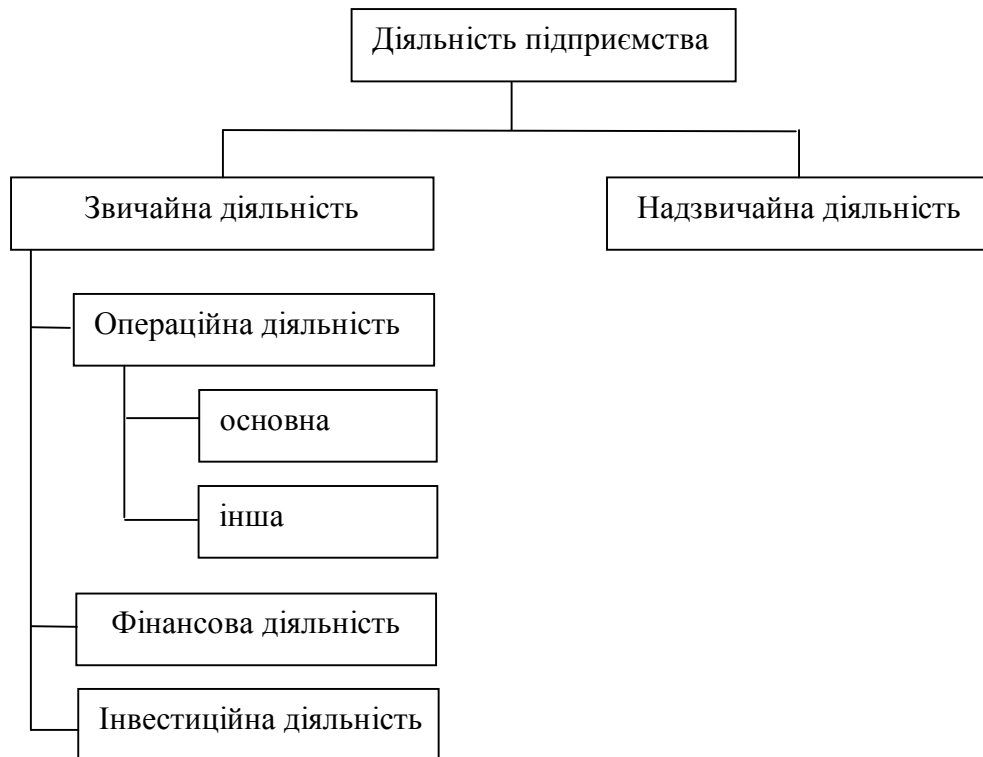 Діяльність підприємства
Звичайна діяльність
Надзвичайна діяльність
Операційна діяльність
основна
інша
Фінансова діяльність
Інвестиційна діяльність